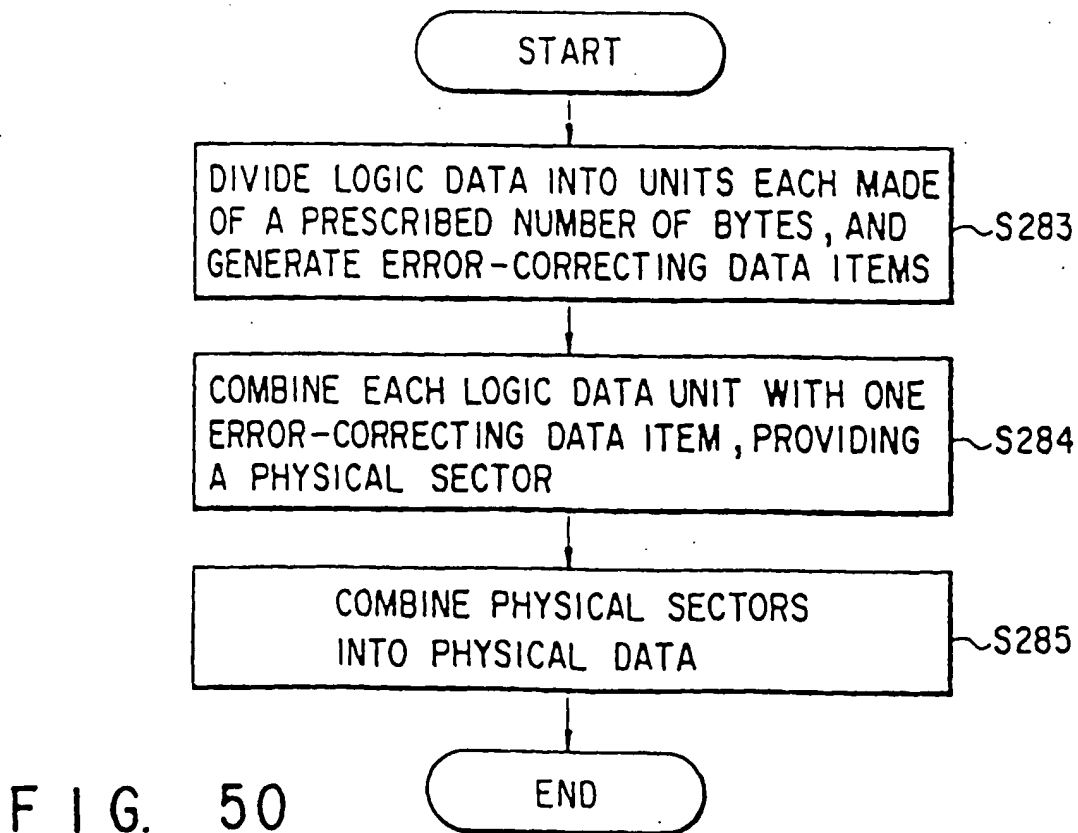 START
DIVIDE LOGIC DATA INTO UNITS EACH MADE
OF A PRESCRIBED NUMBER OF BYTES, AND
GENERATE ERROR-CORRECTING DATA ITEMS
S283
COMBINE EACH LOGIC DATA UNIT WITH ONE
ERROR-CORRECTING DATA ITEM, PROVIDING
A PHYSICAL SECTOR
S284
COMBINE PHYSICAL SECTORS
INTO PHYSICAL DATA
S285
END
FIG. 50